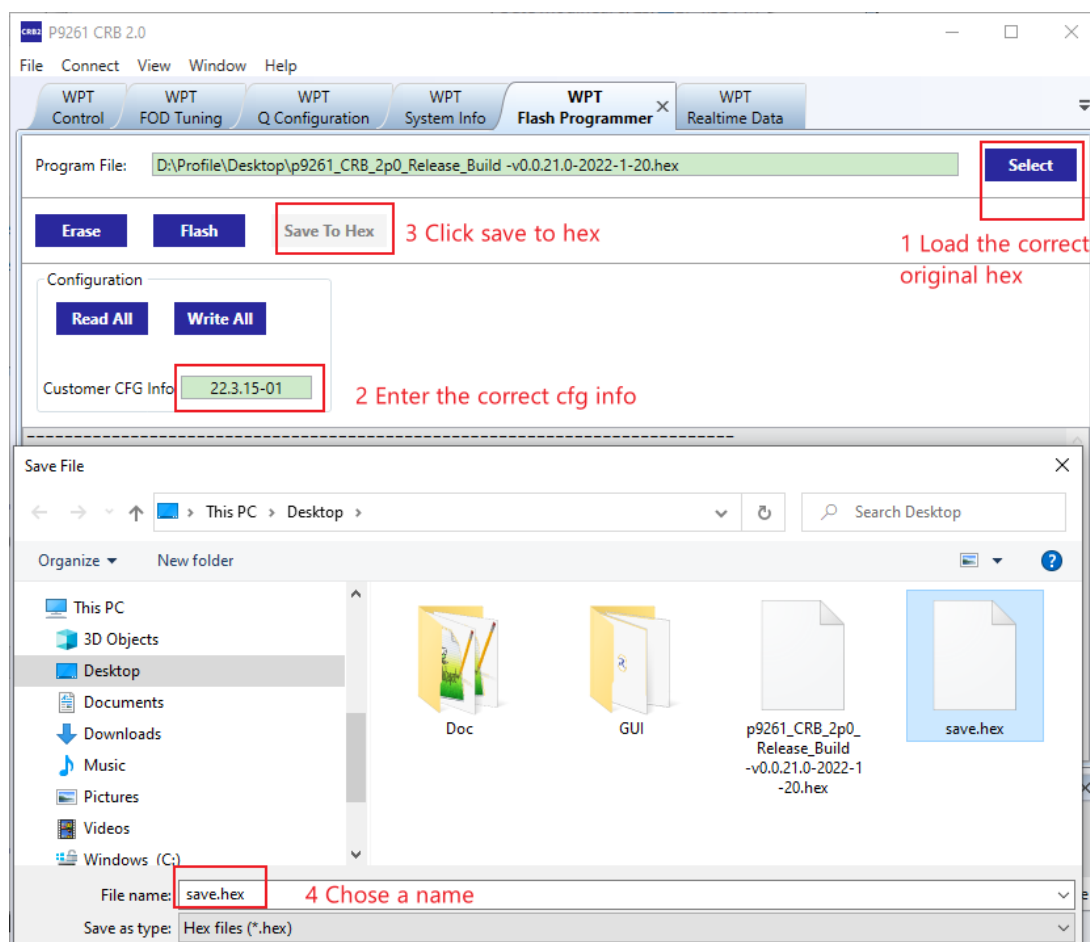 CRB2 P9261 CRB 2.0
File Connect View Window Help
WPT Control
WPT FOD Tuning
WPT Q Configuration
WPT System Info
WPT Flash Programmer
WPT Realtime Data
Program File: D:\Profile\Desktop\p9261_CRB_2p0_Release_Build -v0.0.21.0-2022-1-20.hex Select
Erase Flash Save To Hex 3 Click save to hex
1 Load the correct
original hex
Configuration
Read All Write All
Customer CFG Info 22.3.15-01 2 Enter the correct cfg info
--------------------------------------------------------------------------
Save File
This PC > Desktop >
Search Desktop
Organize New folder
This PC
3D Objects
Desktop
Documents
Downloads
Music
Pictures
Videos
Windows (C:)
Doc
GUI
p9261_CRB_2p0_
Release_Build
-v0.0.21.0-2022-1
-20.hex
save.hex
File name: save.hex 4 Chose a name
Save as type: Hex files (*.hex)